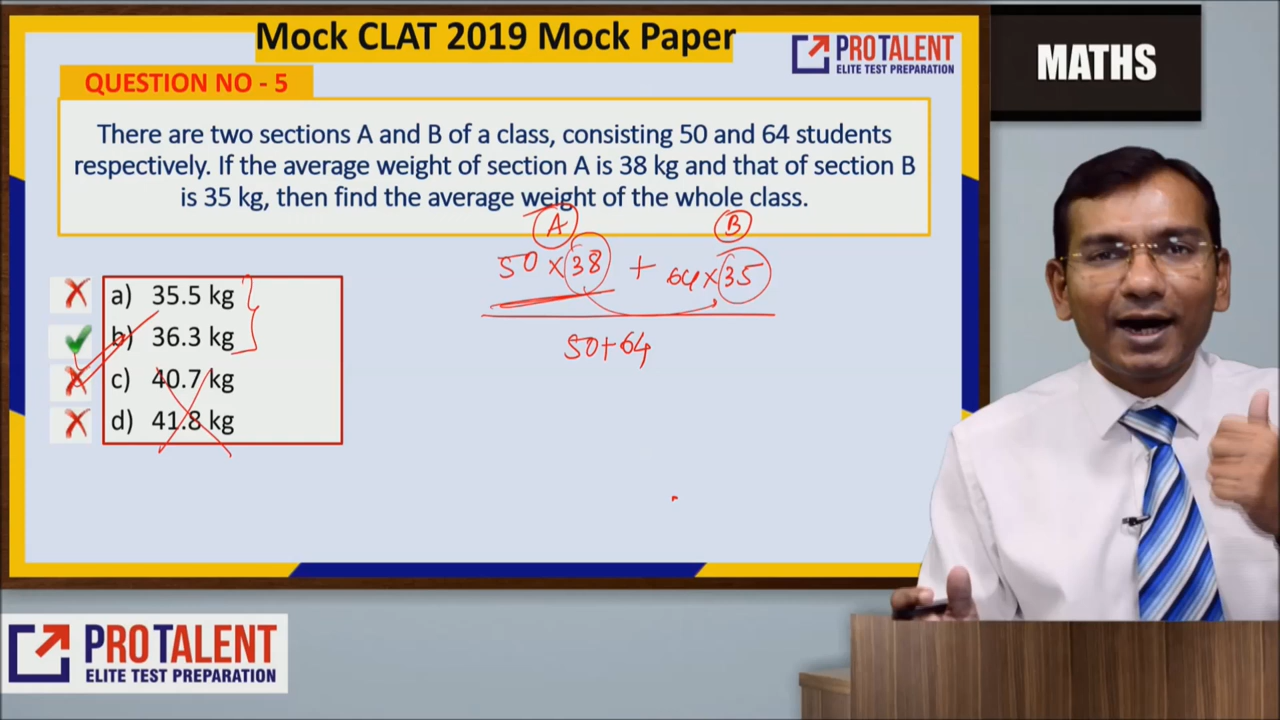 Mock CLAT 2019 Mock Paper
PROTALENT
ELITE TEST PREPARATION
MATHS
QUESTION NO - 5
There are two sections A and B of a class, consisting 50 and 64 students
respectively. If the average weight of section A is 38 kg and that of section B
is 35 kg, then find the average weight of the whole class.
A B
50 × 38 + 64 × 35
50+64
a) 35.5 kg
b) 36.3 kg
c) 40.7 kg
d) 41.8 kg
PROTALENT
ELITE TEST PREPARATION